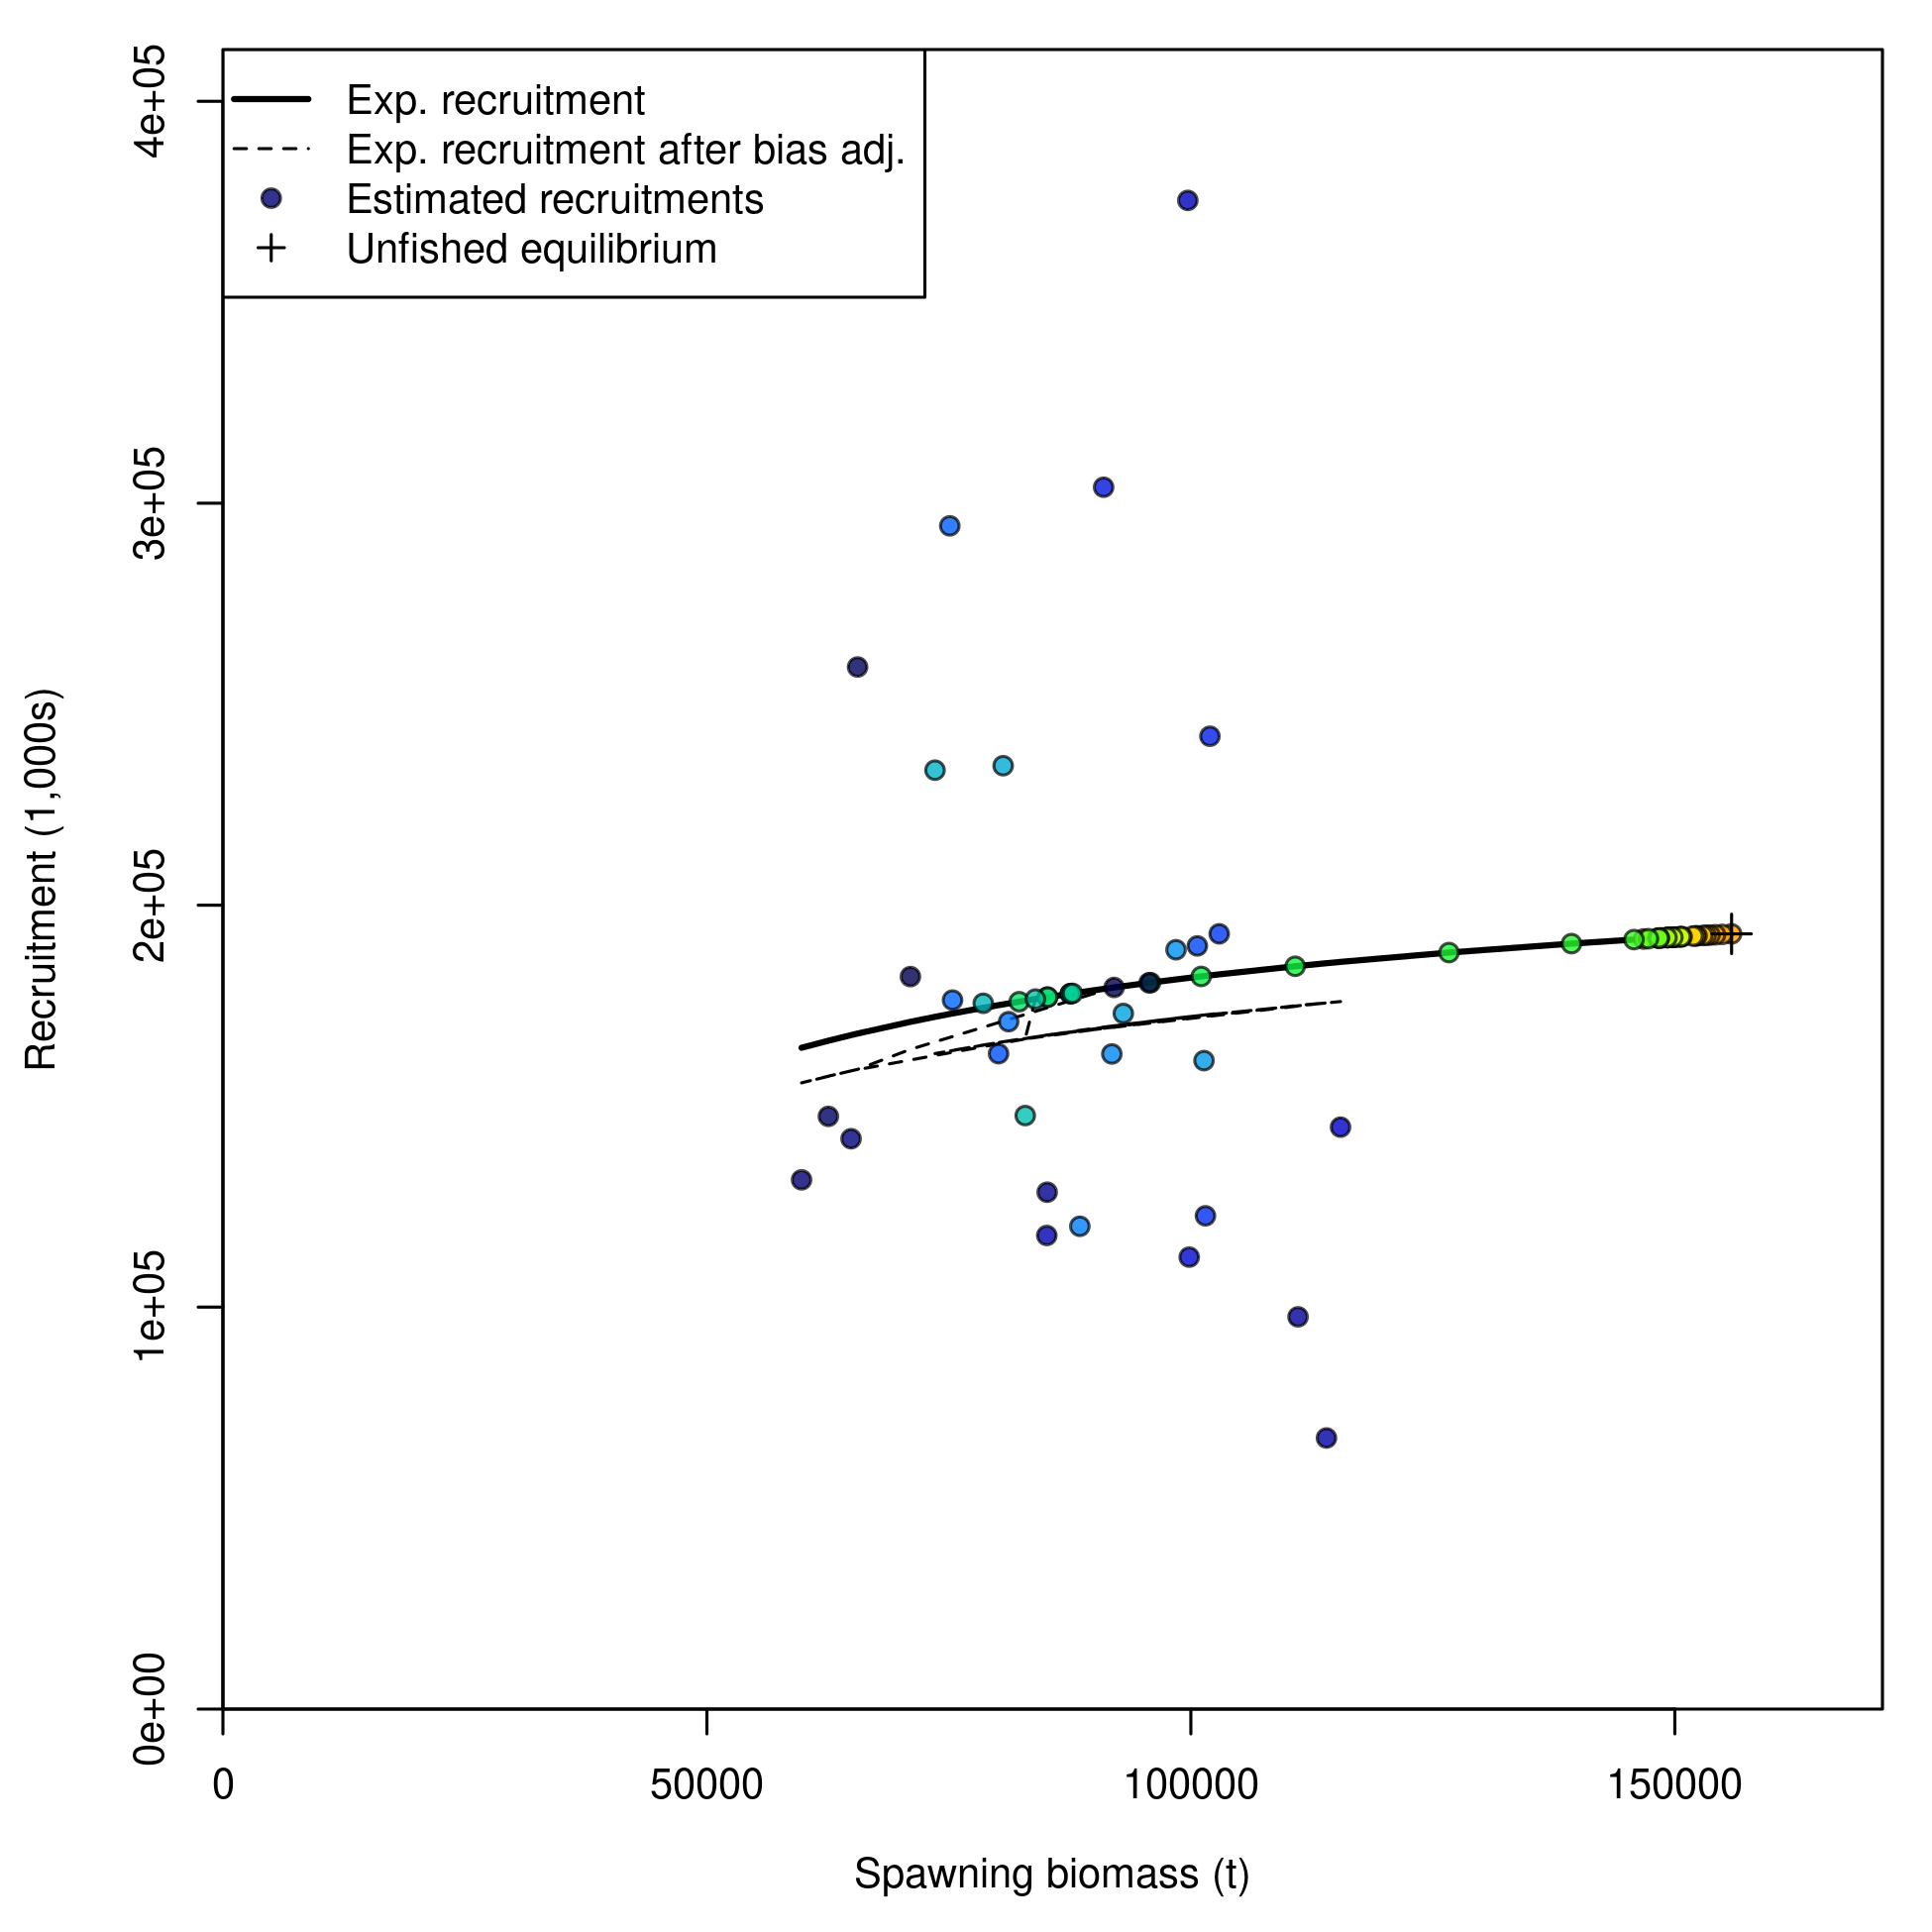 Exp. recruitment
Exp. recruitment after bias adj.
Estimated recruitments
Unfished equilibrium
Recruitment (1,000s)
4e+05
3e+05
2e+05
1e+05
0e+00
0 50000 100000 150000
Spawning biomass (t)